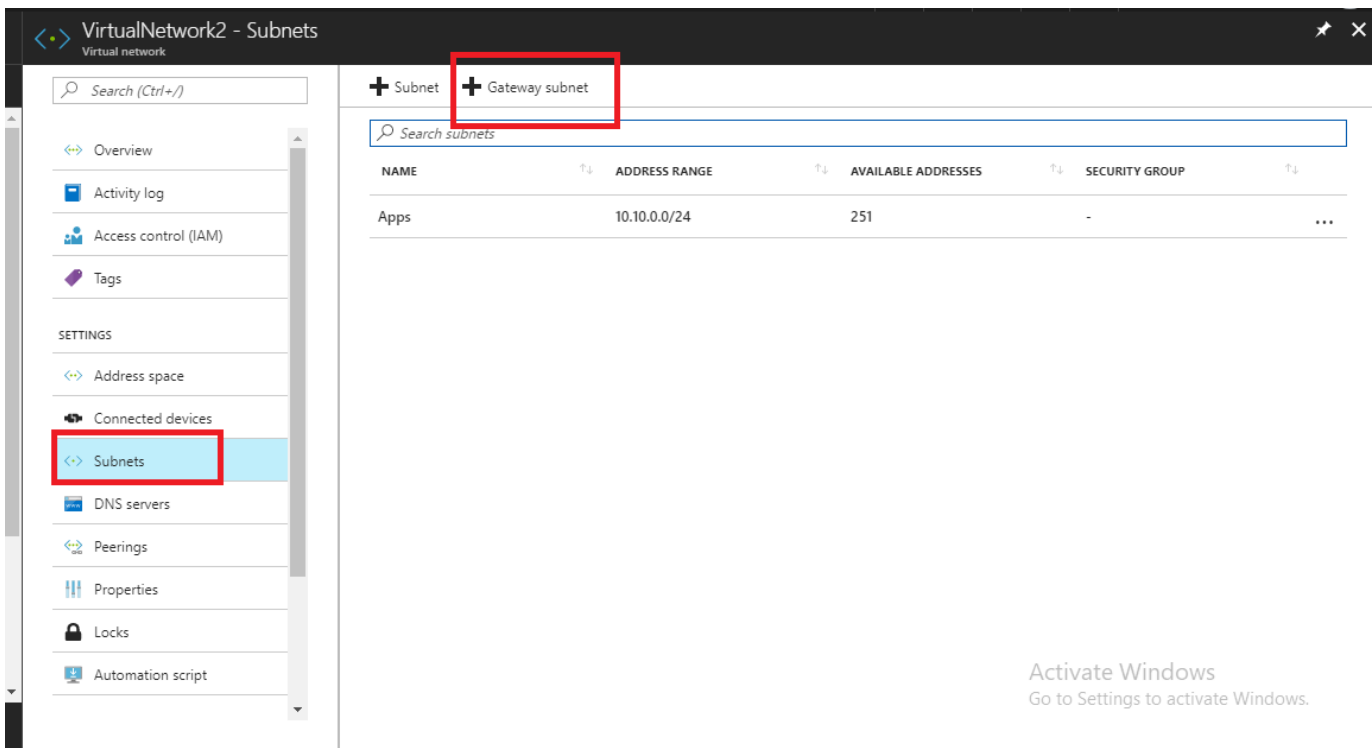 VirtualNetwork2 - Subnets
Virtual network
Search (Ctrl+/)
Overview
Activity log
Access control (IAM)
Tags
SETTINGS
Address space
Connected devices
Subnets
DNS servers
Peerings
Properties
Locks
Automation script
Subnet
Gateway subnet
Search subnets
NAME ADDRESS RANGE AVAILABLE ADDRESSES SECURITY GROUP
Apps 10.10.0.0/24 251 - ...
Activate Windows
Go to Settings to activate Windows.